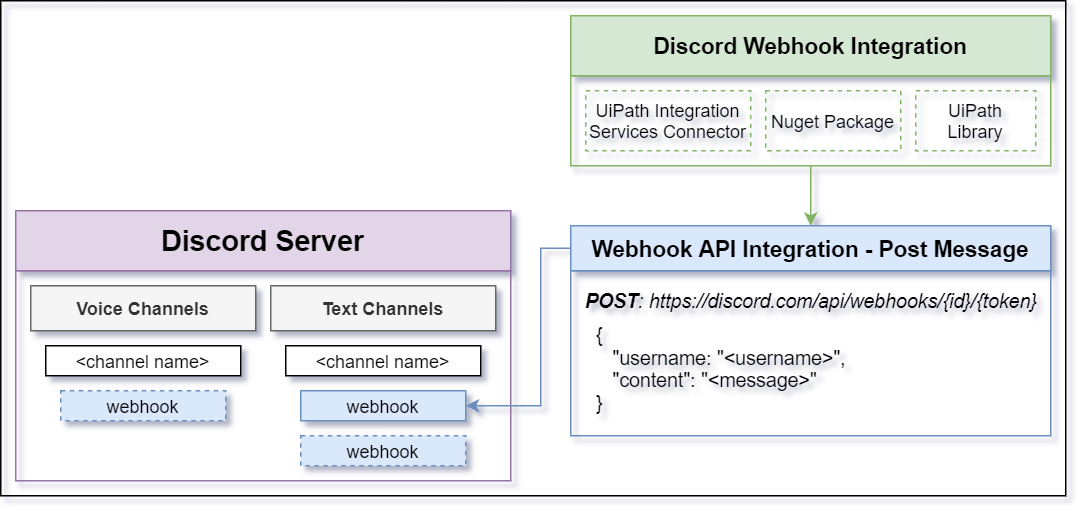 Discord Webhook Integration
UiPath Integration
Services Connector
Nuget Package
UiPath
Library
Discord Server
Voice Channels
Text Channels
<channel name>
<channel name>
webhook
webhook
webhook
Webhook API Integration - Post Message
POST: https://discord.com/api/webhooks/{id}/{token}
{
"username: "<username>",
"content": "<message>"
}